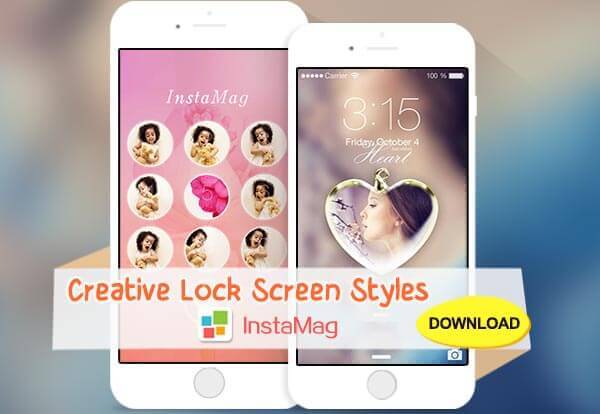 InstaMag
Carrier
100 %
3:15
Friday, October 4
Heart
Creative Lock Screen Styles
InstaMag
DOWNLOAD